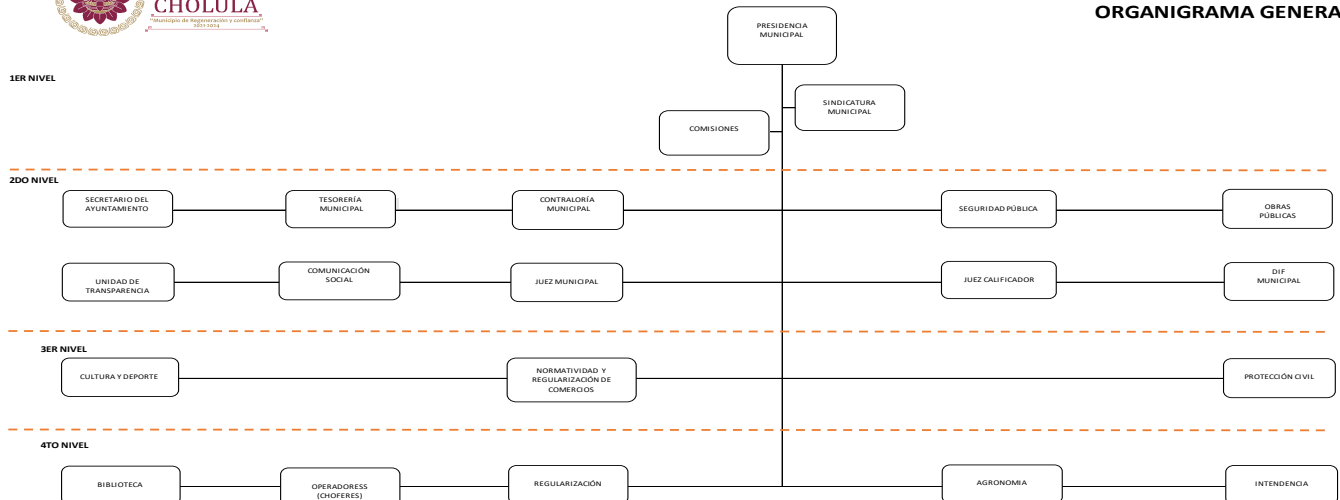 CHOLULA
"Municipio de Regeneración y confianza"
2021-2024
ORGANIGRAMA GENERA
PRESIDENCIA
MUNICIPAL
1ER NIVEL
SINDICATURA
MUNICIPAL
COMISIONES
2DO NIVEL
SECRETARIO DEL
AYUNTAMIENTO
TESORERÍA
MUNICIPAL
CONTRALORÍA
MUNICIPAL
SEGURIDAD PÚBLICA
OBRAS
PÚBLICAS
UNIDAD DE
TRANSPARENCIA
COMUNICACIÓN
SOCIAL
JUEZ MUNICIPAL
JUEZ CALIFICADOR
DIF
MUNICIPAL
3ER NIVEL
CULTURA Y DEPORTE
NORMATIVIDAD Y
REGULARIZACIÓN DE
COMERCIOS
PROTECCIÓN CIVIL
4TO NIVEL
BIBLIOTECA
OPERADORESS
(CHOFERES)
REGULARIZACIÓN
AGRONOMIA
INTENDENCIA